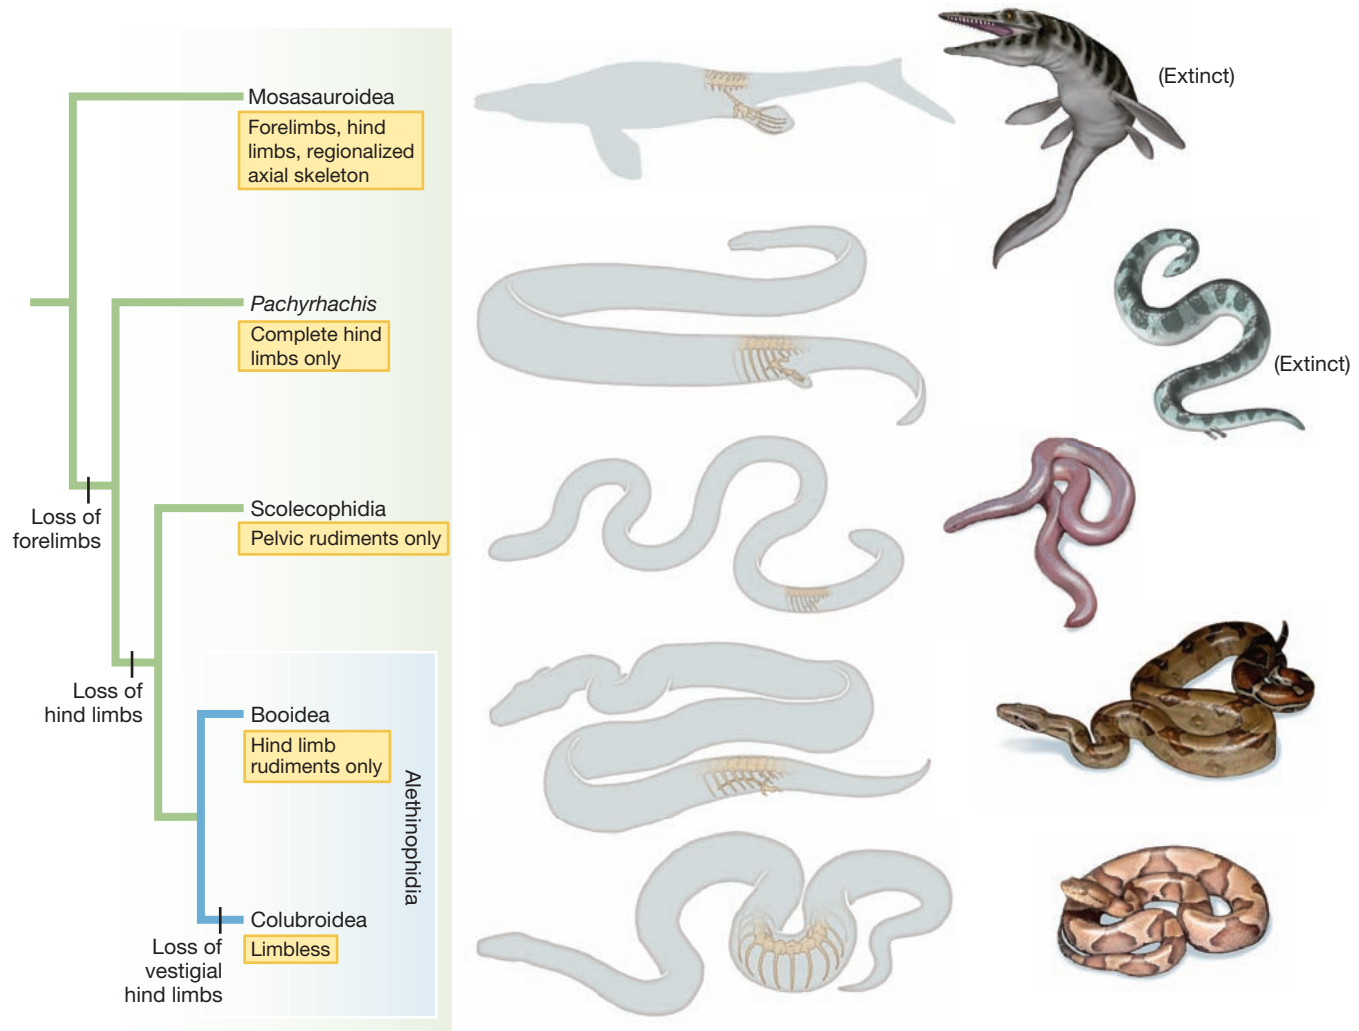 Mosasauroidea
Forelimbs, hind
limbs, regionalized
axial skeleton
(Extinct)
Pachyrhachis
Complete hind
limbs only
(Extinct)
Loss of
forelimbs
Scolecophidia
Pelvic rudiments only
Loss of
hind limbs
Booidea
Hind limb
rudiments only
Alethinophidia
Colubroidea
Limbless
Loss of
vestigial
hind limbs